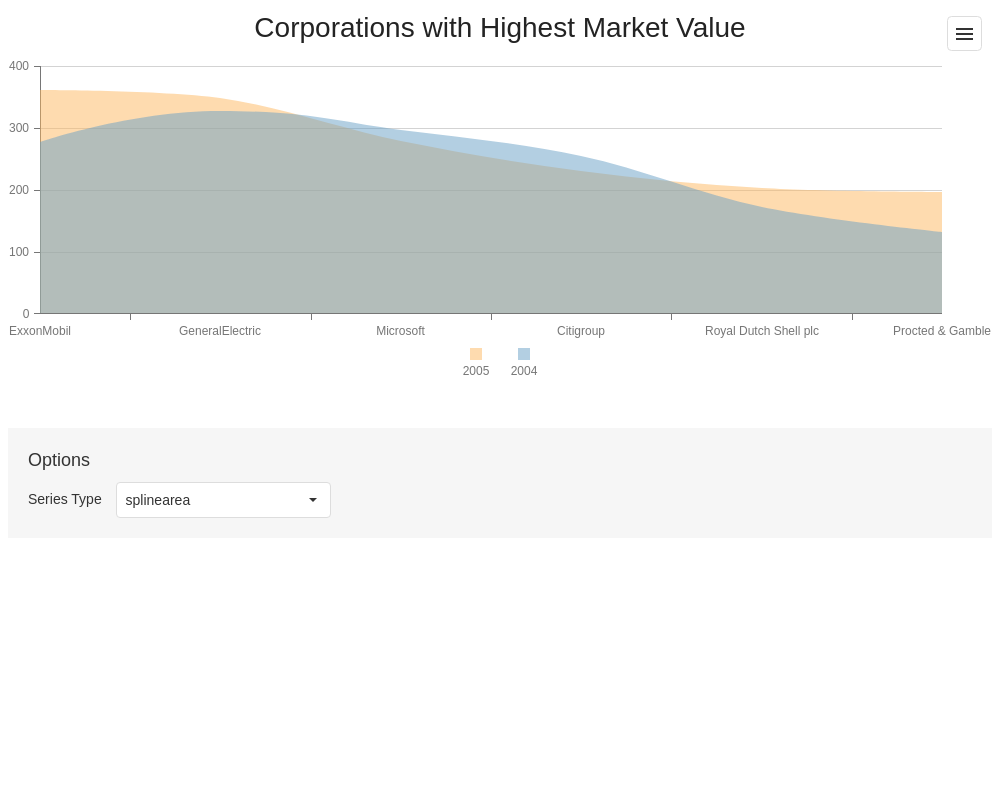 Corporations with Highest Market Value
400
300
200
100
0
ExxonMobil GeneralElectric Microsoft Citigroup Royal Dutch Shell plc Procted & Gamble
2005 2004
Options
Series Type splinearea